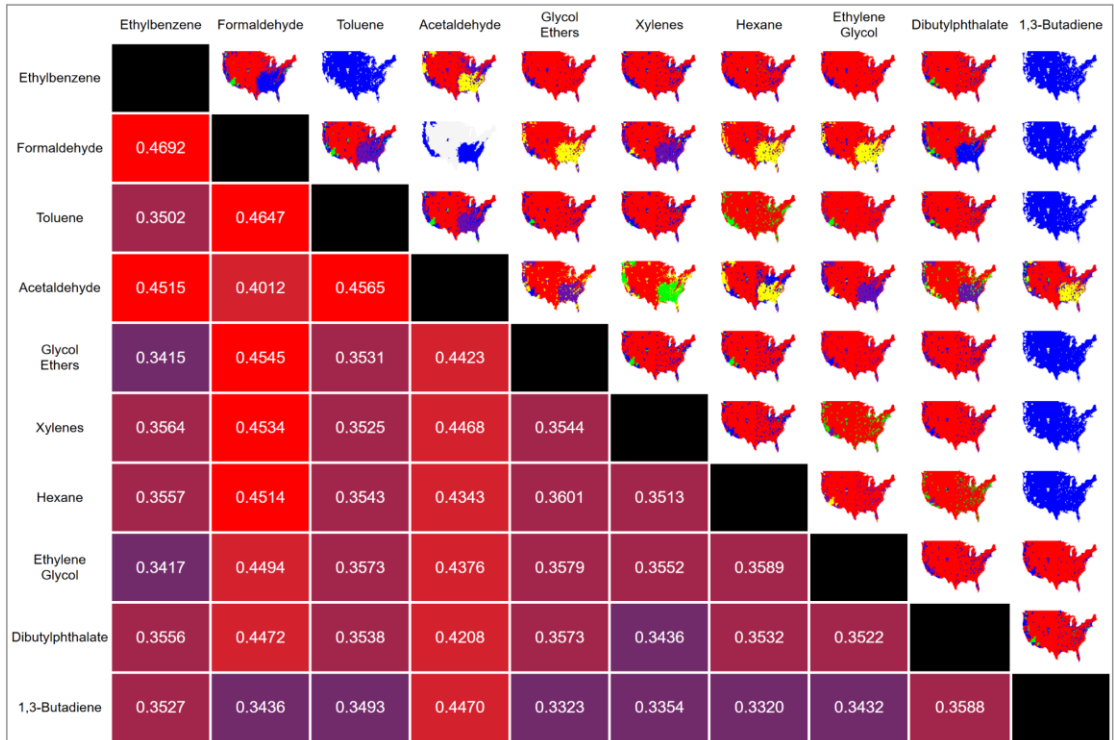 Ethylbenzene Formaldehyde Toluene Acetaldehyde Glycol Ethers Xylenes Hexane Ethylene Glycol Dibutylphthalate 1,3-Butadiene
Ethylbenzene
Formaldehyde 0.4692
Toluene 0.3502 0.4647
Acetaldehyde 0.4515 0.4012 0.4565
Glycol Ethers 0.3415 0.4545 0.3531 0.4423
Xylenes 0.3564 0.4534 0.3525 0.4468 0.3544
Hexane 0.3557 0.4514 0.3543 0.4343 0.3601 0.3513
Ethylene Glycol 0.3417 0.4494 0.3573 0.4376 0.3579 0.3552 0.3589
Dibutylphthalate 0.3556 0.4472 0.3538 0.4208 0.3573 0.3436 0.3532 0.3522
1,3-Butadiene 0.3527 0.3436 0.3493 0.4470 0.3323 0.3354 0.3320 0.3432 0.3588